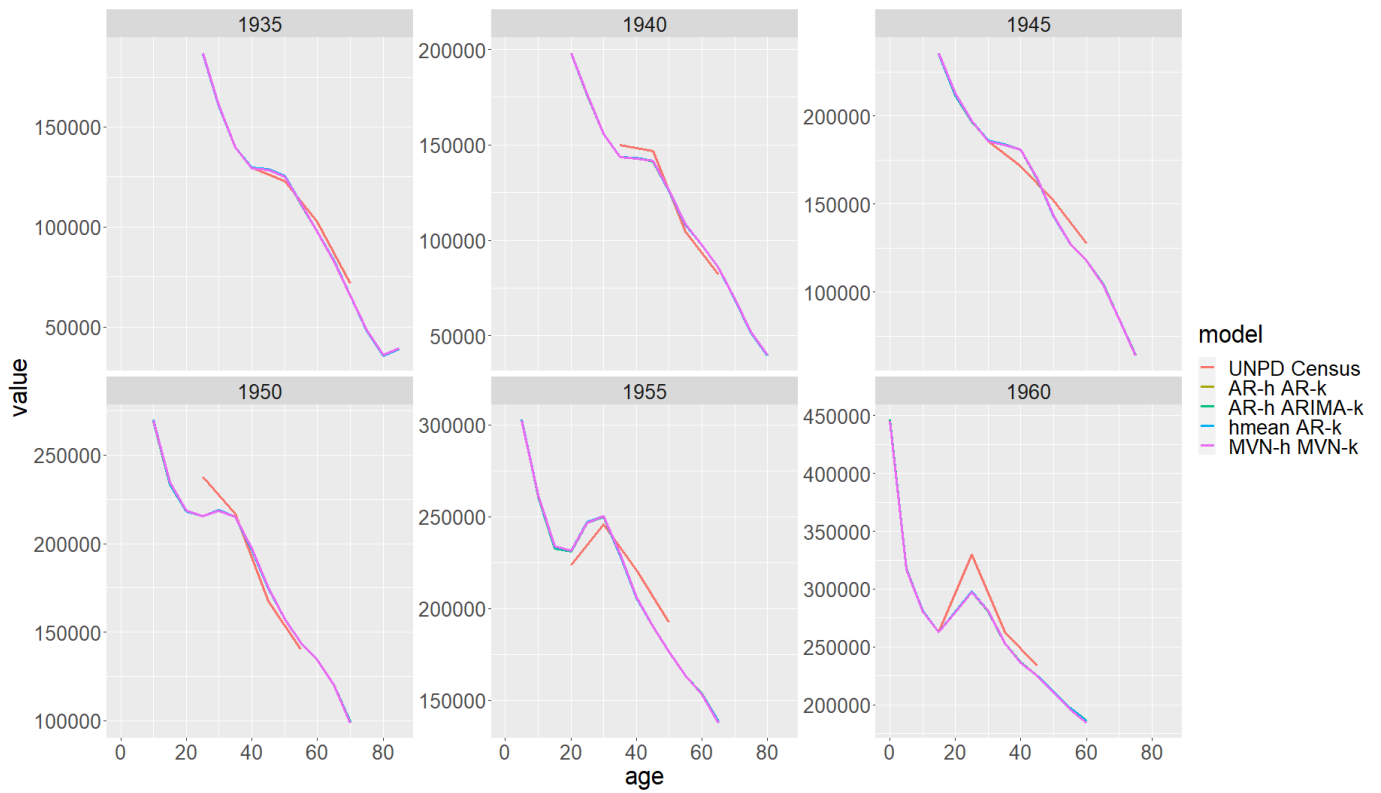 1935
1940
1945
150000
100000
50000
200000
150000
100000
50000
200000
150000
100000
1950
1955
1960
250000
200000
150000
100000
300000
250000
200000
150000
450000
400000
350000
300000
250000
200000
0 20 40 60 80
0 20 40 60 80
0 20 40 60 80
age
value
model
UNPD Census
AR-h AR-k
AR-h ARIMA-k
hmean AR-k
MVN-h MVN-k